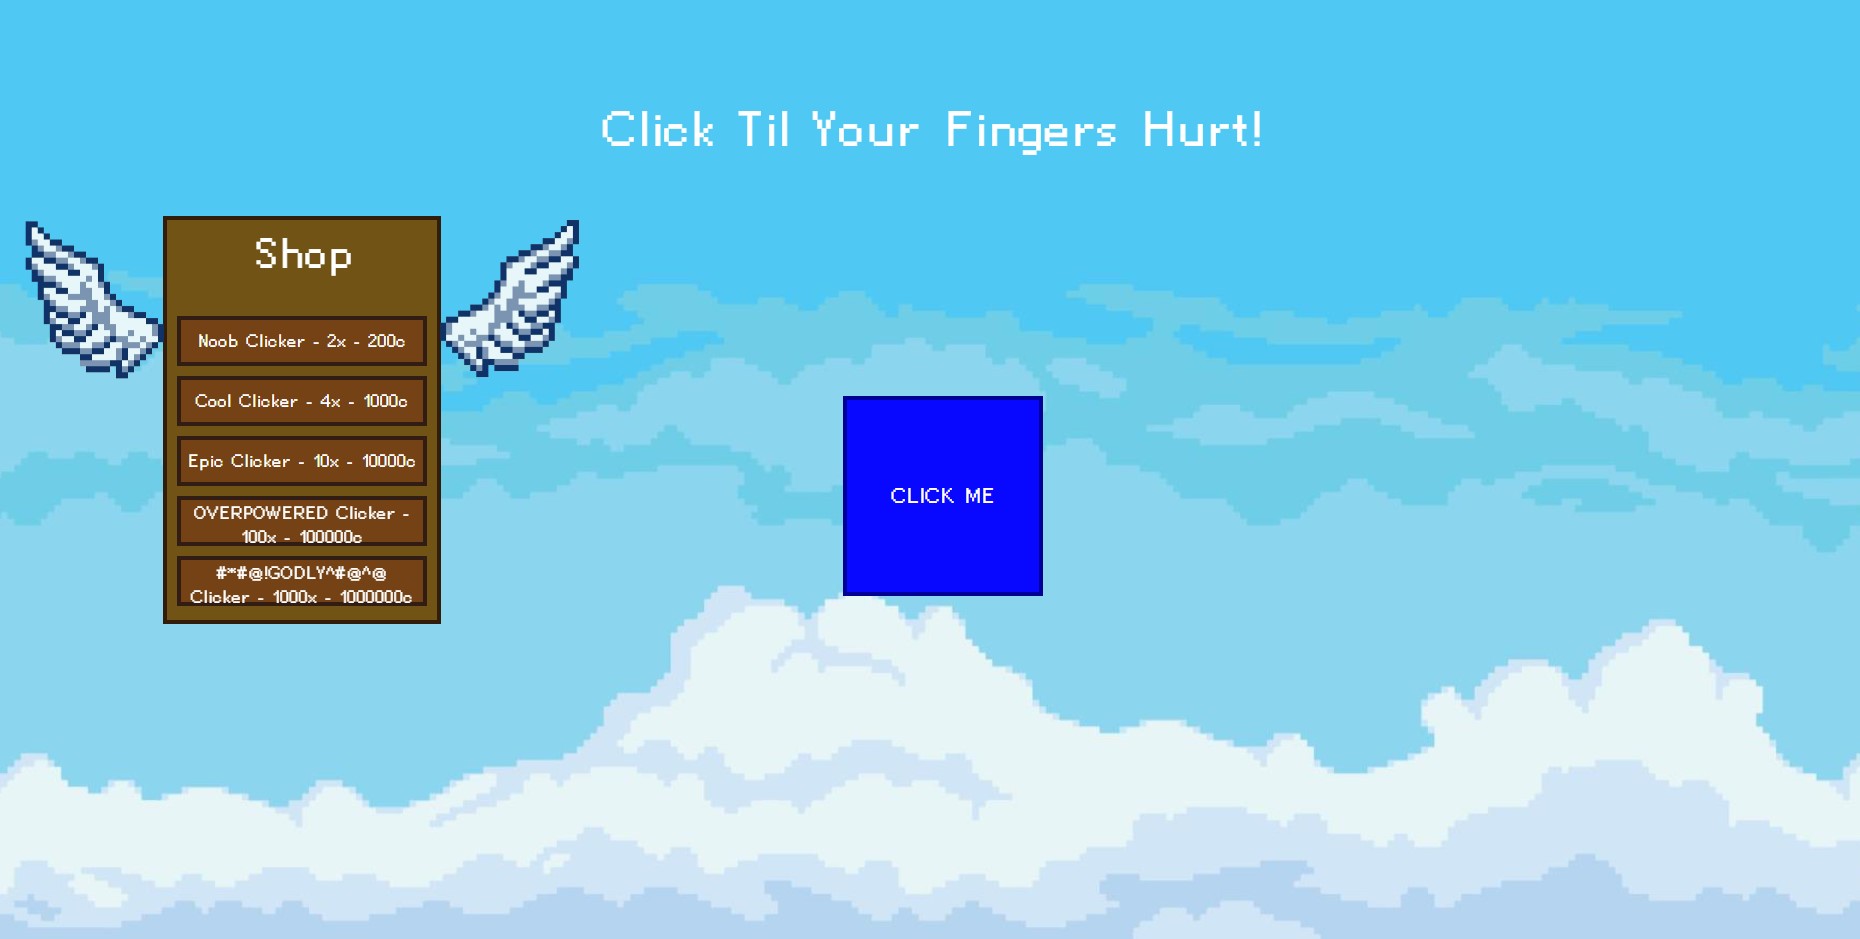 Click Til Your Fingers Hurt!
Shop
Noob Clicker - 2x - 200c
Cool Clicker - 4x - 1000c
Epic Clicker - 10x - 10000c
OVERPOWERED Clicker -
100x - 100000c
#*#@!GODLY^#@^@
Clicker - 1000x - 1000000c
CLICK ME